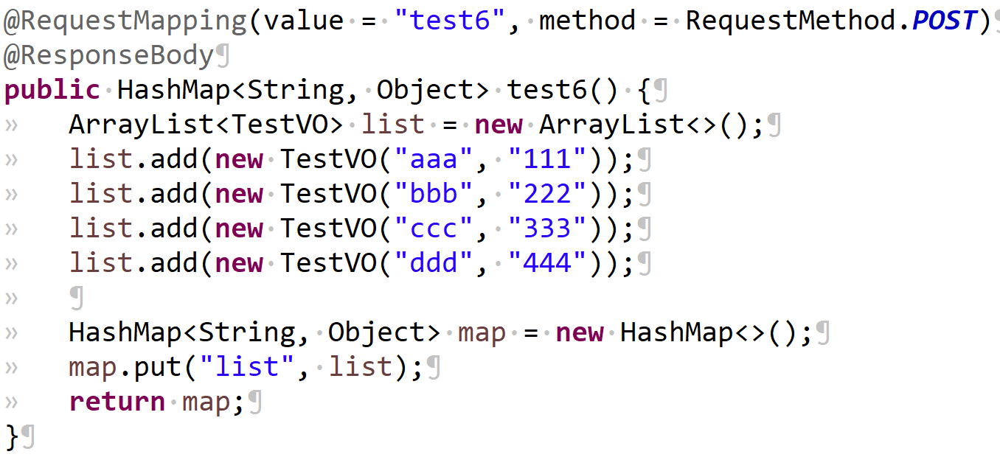 @RequestMapping(value = "test6", method = RequestMethod.POST)
@ResponseBody¶
public·HashMap<String,·Object>·test6()·{¶
»   ArrayList<TestVO>·list·=·new·ArrayList<>();¶
»   list.add(new·TestVO("aaa",·"111"));¶
»   list.add(new·TestVO("bbb",·"222"));¶
»   list.add(new·TestVO("ccc",·"333"));¶
»   list.add(new·TestVO("ddd",·"444"));¶
»   ¶
»   HashMap<String,·Object>·map·=·new·HashMap<>();¶
»   map.put("list",·list);¶
»   return·map;¶
}¶